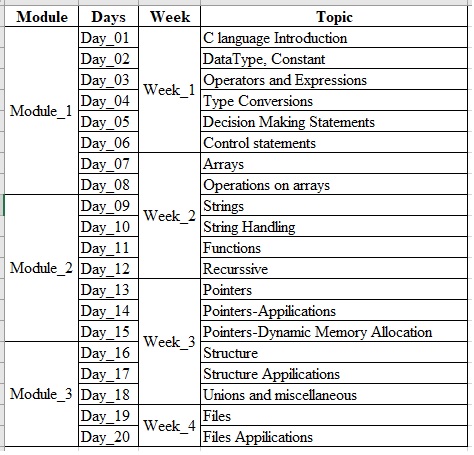 Module Days Week Topic
Day_01 C language Introduction
Day_02 DataType, Constant
Day_03 Operators and Expressions
Week_1
Day_04 Type Conversions
Module_1
Day_05 Decision Making Statements
Day_06 Control statements
Day_07 Arrays
Day_08 Operations on arrays
Day_09 Strings
Week_2
Day_10 String Handling
Day_11 Functions
Module_2 Day_12 Recurssive
Day_13 Pointers
Day_14 Pointers-Appilications
Day_15 Pointers-Dynamic Memory Allocation
Week_3
Day_16 Structure
Day_17 Structure Applications
Module_3 Day_18 Unions and miscellaneous
Day_19 Files
Week_4
Day_20 Files Appilications